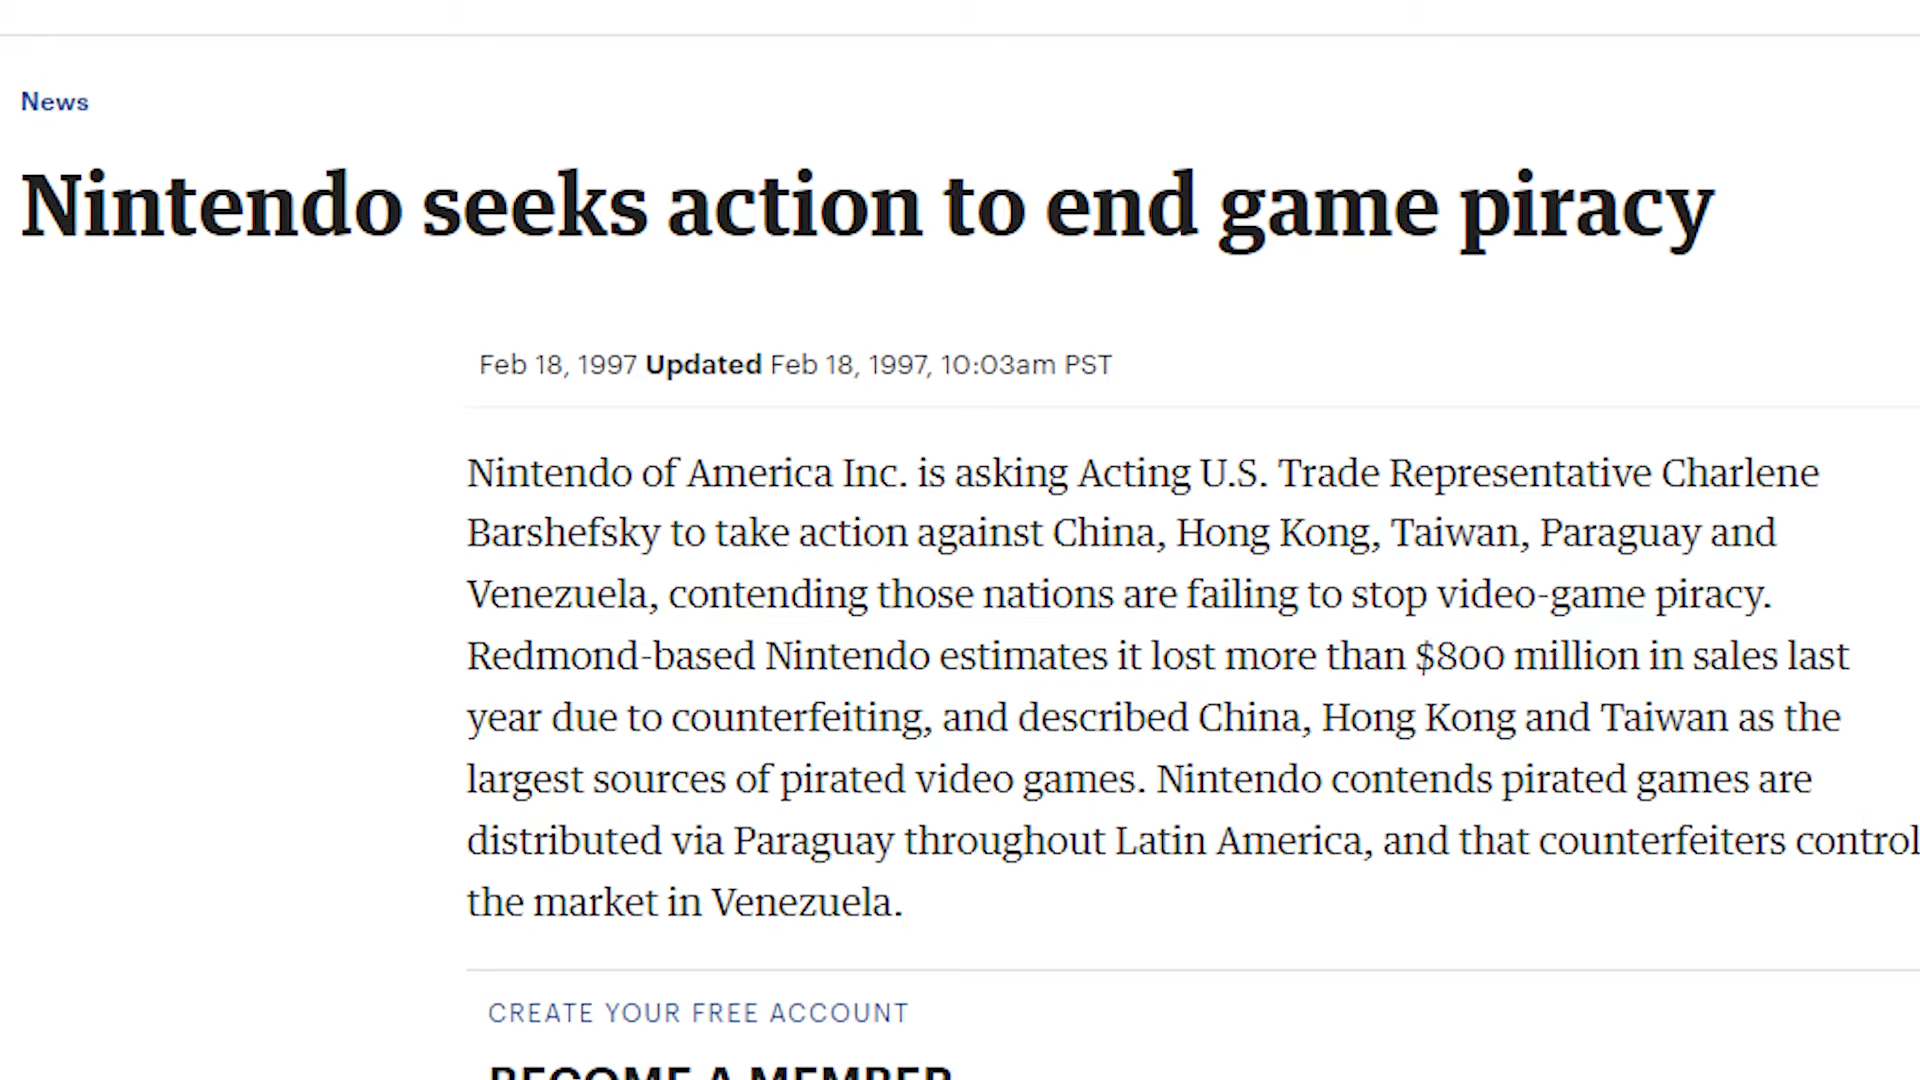 News
Nintendo seeks action to end game piracy
Feb 18, 1997 Updated Feb 18, 1997, 10:03am PST
Nintendo of America Inc. is asking Acting U.S. Trade Representative Charlene
Barshefsky to take action against China, Hong Kong, Taiwan, Paraguay and
Venezuela, contending those nations are failing to stop video-game piracy.
Redmond-based Nintendo estimates it lost more than $800 million in sales last
year due to counterfeiting, and described China, Hong Kong and Taiwan as the
largest sources of pirated video games. Nintendo contends pirated games are
distributed via Paraguay throughout Latin America, and that counterfeiters control
the market in Venezuela.
CREATE YOUR FREE ACCOUNT
BECOME A MEMBER